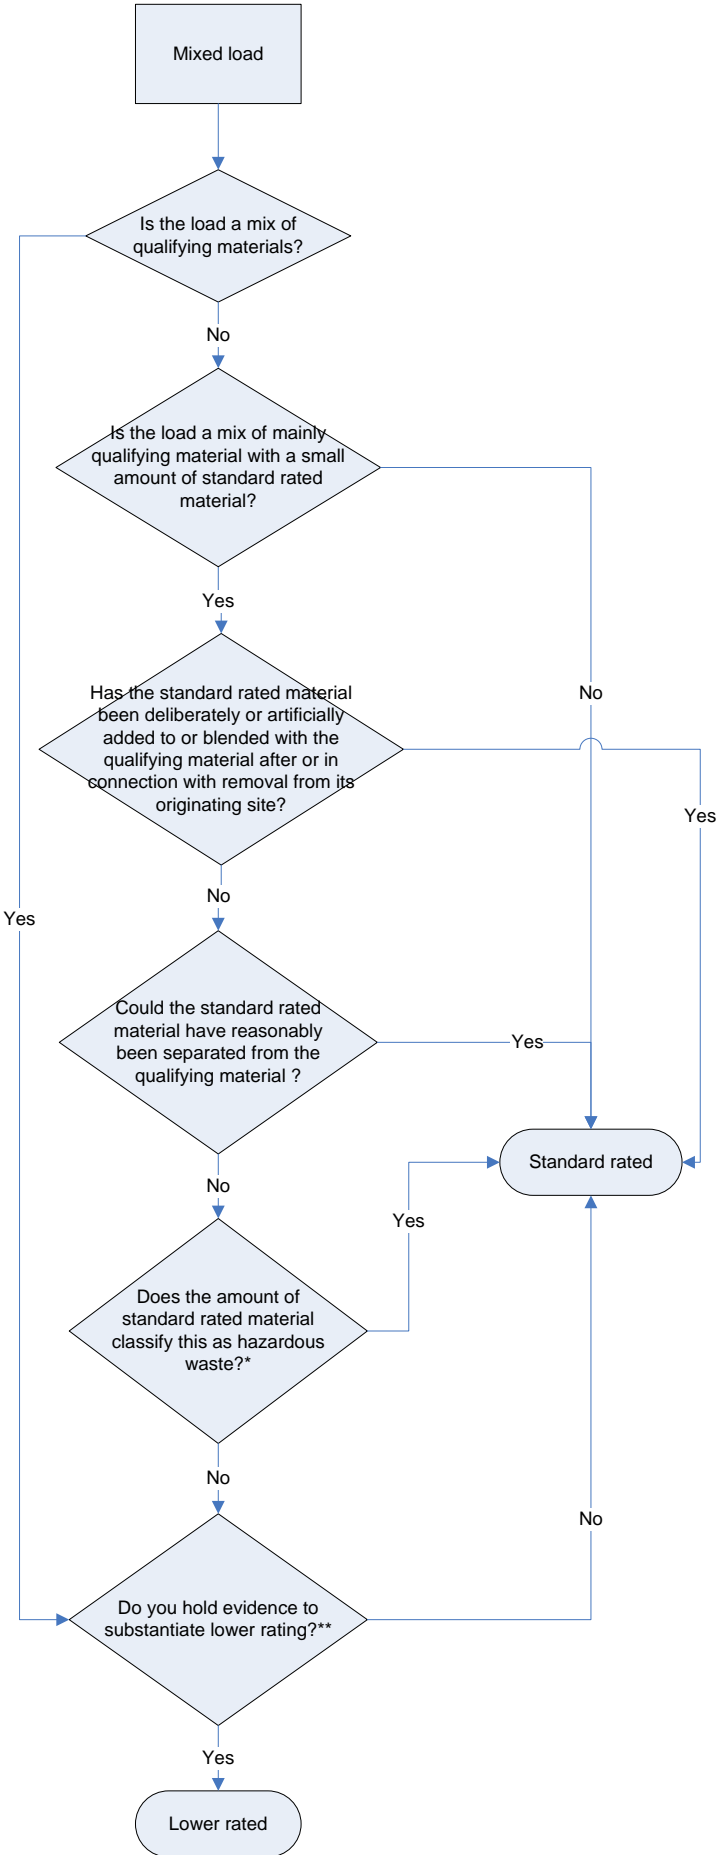 Mixed load
Is the load a mix of
qualifying materials?
No
Is the load a mix of mainly
qualifying material with a small
amount of standard rated
material?
Yes
Has the standard rated material
been deliberately or artificially
added to or blended with the
qualifying material after or in
connection with removal from its
originating site?
No
Yes
No
Yes
Could the standard rated
material have reasonably
been separated from the
qualifying material ?
Yes
Standard rated
No
Yes
Does the amount of
standard rated material
classify this as hazardous
waste?*
No
No
Do you hold evidence to
substantiate lower rating?**
Yes
Lower rated